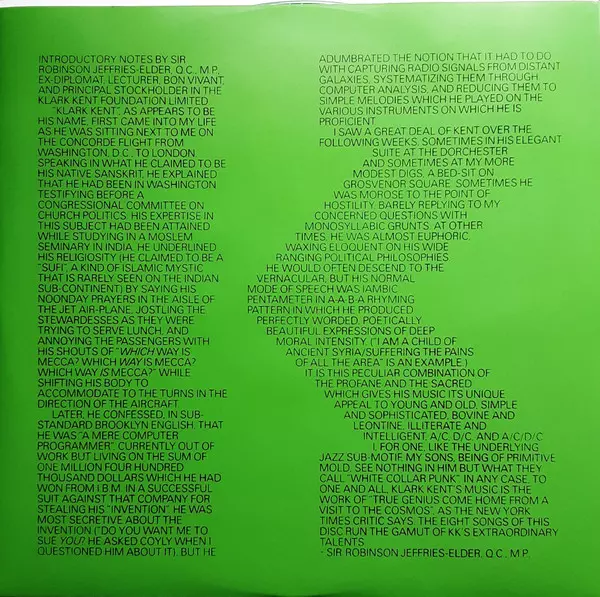 INTRODUCTORY NOTES BY SIR
ROBINSON JEFFRIES-ELDER, Q.C., M.P.,
EX-DIPLOMAT, LECTURER, BON VIVANT,
AND PRINCIPAL STOCKHOLDER IN THE
KLARK KENT FOUNDATION LIMITED.
"KLARK KENT", AS APPEARS TO BE
HIS NAME, FIRST CAME INTO MY LIFE
AS HE WAS SITTING NEXT TO ME ON
THE CONCORDE FLIGHT FROM
WASHINGTON, D.C., TO LONDON.
SPEAKING IN WHAT HE CLAIMED TO BE
HIS NATIVE SANSKRIT, HE EXPLAINED
THAT HE HAD BEEN IN WASHINGTON
TESTIFYING BEFORE A
CONGRESSIONAL COMMITTEE ON
CHURCH POLITICS. HIS EXPERTISE IN
THIS SUBJECT HAD BEEN ATTAINED
WHILE STUDYING IN A MOSLEM
SEMINARY IN INDIA. HE UNDERLINED
HIS RELIGIOSITY (HE CLAIMED TO BE A
"SUFI", A KIND OF ISLAMIC MYSTIC
THAT IS RARELY SEEN ON THE INDIAN
SUB-CONTINENT) BY SAYING HIS
NOONDAY PRAYERS IN THE AISLE OF
THE JET AIR-PLANE, JOSTLING THE
STEWARDESSES AS THEY WERE
TRYING TO SERVE LUNCH, AND
ANNOYING THE PASSENGERS WITH
HIS SHOUTS OF "WHICH WAY IS
MECCA? WHICH WAY IS MECCA?
WHICH WAY IS MECCA?" WHILE
SHIFTING HIS BODY TO
ACCOMMODATE TO THE TURNS IN THE
DIRECTION OF THE AIRCRAFT.
LATER, HE CONFESSED, IN SUB-
STANDARD BROOKLYN ENGLISH, THAT
HE WAS "A MERE COMPUTER
PROGRAMMER", CURRENTLY OUT OF
WORK BUT LIVING ON THE SUM OF
ONE MILLION FOUR HUNDRED
THOUSAND DOLLARS WHICH HE HAD
WON FROM I.B.M. IN A SUCCESSFUL
SUIT AGAINST THAT COMPANY FOR
STEALING HIS "INVENTION". HE WAS
MOST SECRETIVE ABOUT THE
INVENTION ("DO YOU WANT ME TO
SUE YOU?", HE ASKED COYLY WHEN I
QUESTIONED HIM ABOUT IT), BUT HE
ADUMBRATED THE NOTION THAT IT HAD TO DO
WITH CAPTURING RADIO SIGNALS FROM DISTANT
GALAXIES, SYSTEMATIZING THEM THROUGH
COMPUTER ANALYSIS, AND REDUCING THEM TO
SIMPLE MELODIES WHICH HE PLAYED ON THE
VARIOUS INSTRUMENTS ON WHICH HE IS
PROFICIENT.
I SAW A GREAT DEAL OF KENT OVER THE
FOLLOWING WEEKS, SOMETIMES IN HIS ELEGANT
SUITE AT THE DORCHESTER
AND SOMETIMES AT MY MORE
MODEST DIGS, A BED-SIT ON
GROSVENOR SQUARE. SOMETIMES HE
WAS MOROSE TO THE POINT OF
HOSTILITY, BARELY REPLYING TO MY
CONCERNED QUESTIONS WITH
MONOSYLLABIC GRUNTS. AT OTHER
TIMES, HE WAS ALMOST EUPHORIC,
WAXING ELOQUENT ON HIS WIDE
RANGING POLITICAL PHILOSOPHIES.
HE WOULD OFTEN DESCEND TO THE
VERNACULAR, BUT HIS NORMAL
MODE OF SPEECH WAS IAMBIC
PENTAMETER IN A-A-B-A RHYMING
PATTERN IN WHICH HE PRODUCED
PERFECTLY WORDED, POETICALLY
BEAUTIFUL EXPRESSIONS OF DEEP
MORAL INTENSITY. ("I AM A CHILD OF
ANCIENT SYRIA/SUFFERING THE PAINS
OF ALL THE AREA" IS AN EXAMPLE.)
IT IS THIS PECULIAR COMBINATION OF
THE PROFANE AND THE SACRED
WHICH GIVES HIS MUSIC ITS UNIQUE
APPEAL TO YOUNG AND OLD, SIMPLE
AND SOPHISTICATED, BOVINE AND
LEONTINE, ILLITERATE AND
INTELLIGENT, A/C, D/C, AND A/C/D/C.
I, FOR ONE, LIKE THE UNDERLYING
JAZZ SUB-MOTIF. MY SONS, BEING OF PRIMITIVE
MOLD, SEE NOTHING IN HIM BUT WHAT THEY
CALL "WHITE COLLAR PUNK". IN ANY CASE, TO
ONE AND ALL, KLARK KENT'S MUSIC IS THE
WORK OF "TRUE GENIUS COME HOME FROM A
VISIT TO THE COSMOS", AS THE NEW YORK
TIMES CRITIC SAYS. THE EIGHT SONGS OF THIS
DISC RUN THE GAMUT OF KK'S EXTRAORDINARY
TALENTS.
- SIR ROBINSON JEFFRIES-ELDER, Q.C., M.P.